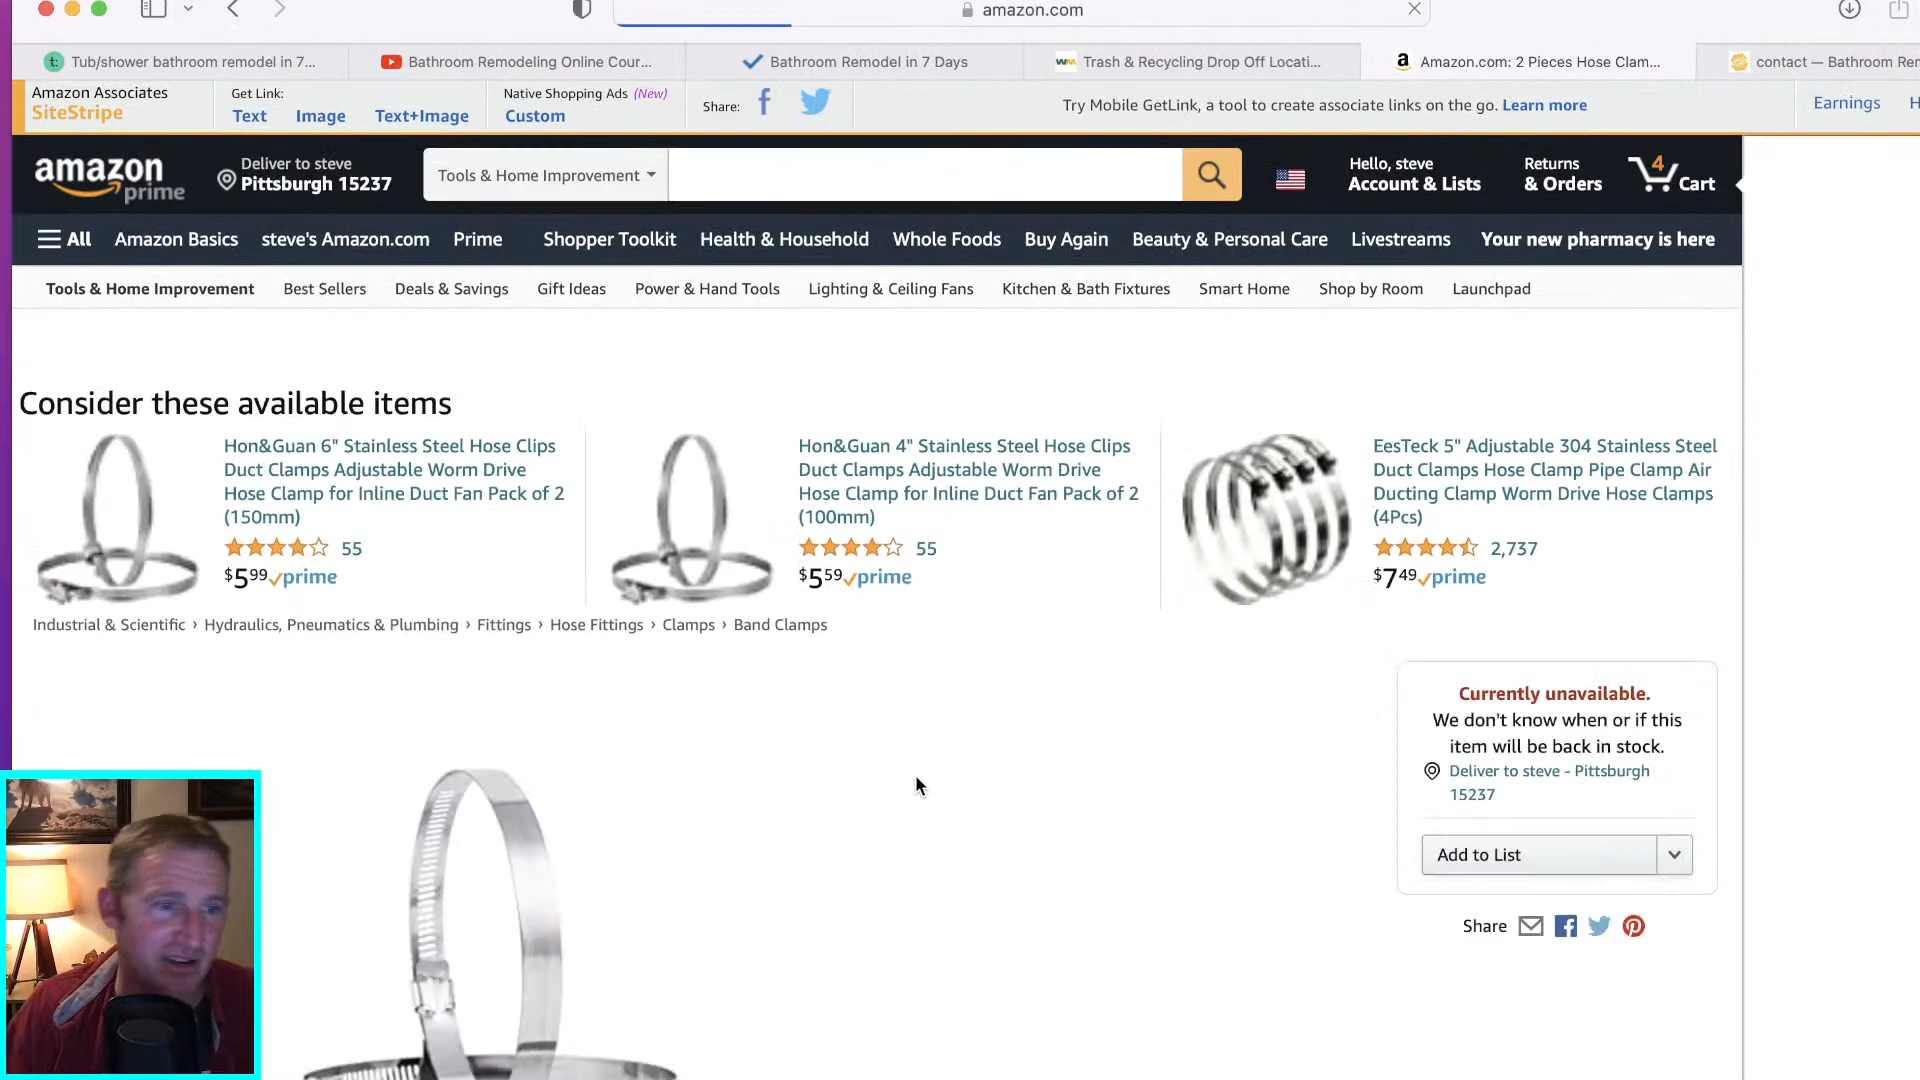 amazon.com
Tub/shower bathroom remodel in 7...
Bathroom Remodeling Online Cour...
Bathroom Remodel in 7 Days
Trash & Recycling Drop Off Locati...
Amazon.com: 2 Pieces Hose Clam...
contact — Bathroom Rer
Amazon Associates
SiteStripe
Get Link:
Text Image Text+Image
Native Shopping Ads (New)
Custom
Share:
Try Mobile GetLink, a tool to create associate links on the go. Learn more
Earnings
amazon prime
Deliver to steve
Pittsburgh 15237
Tools & Home Improvement
Hello, steve
Account & Lists
Returns
& Orders
4
Cart
All Amazon Basics steve's Amazon.com Prime Shopper Toolkit Health & Household Whole Foods Buy Again Beauty & Personal Care Livestreams Your new pharmacy is here
Tools & Home Improvement Best Sellers Deals & Savings Gift Ideas Power & Hand Tools Lighting & Ceiling Fans Kitchen & Bath Fixtures Smart Home Shop by Room Launchpad
Consider these available items
Hon&Guan 6" Stainless Steel Hose Clips
Duct Clamps Adjustable Worm Drive
Hose Clamp for Inline Duct Fan Pack of 2
(150mm)
55
$5 99 prime
Hon&Guan 4" Stainless Steel Hose Clips
Duct Clamps Adjustable Worm Drive
Hose Clamp for Inline Duct Fan Pack of 2
(100mm)
55
$5 59 prime
EesTeck 5" Adjustable 304 Stainless Steel
Duct Clamps Hose Clamp Pipe Clamp Air
Ducting Clamp Worm Drive Hose Clamps
(4Pcs)
2,737
$7 49 prime
Industrial & Scientific › Hydraulics, Pneumatics & Plumbing › Fittings › Hose Fittings › Clamps › Band Clamps
Currently unavailable.
We don't know when or if this
item will be back in stock.
Deliver to steve - Pittsburgh
15237
Add to List
Share